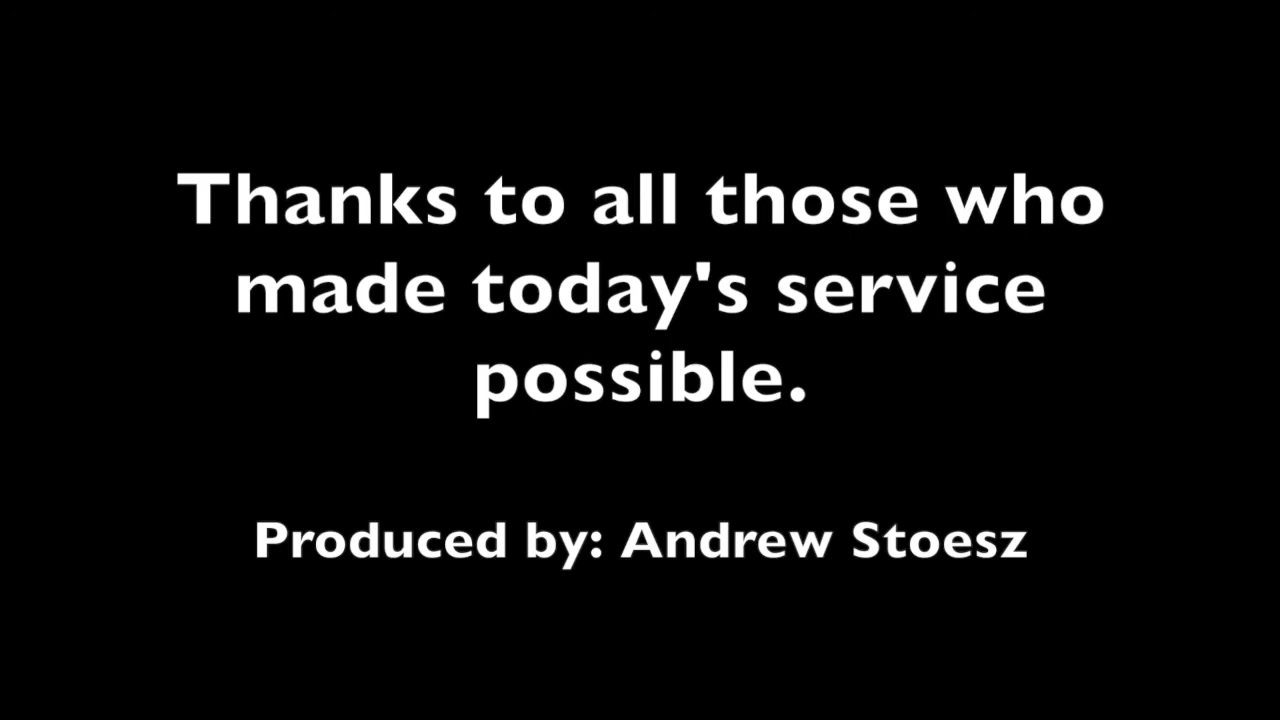 Thanks to all those who
made today's service
possible.
Produced by: Andrew Stoesz